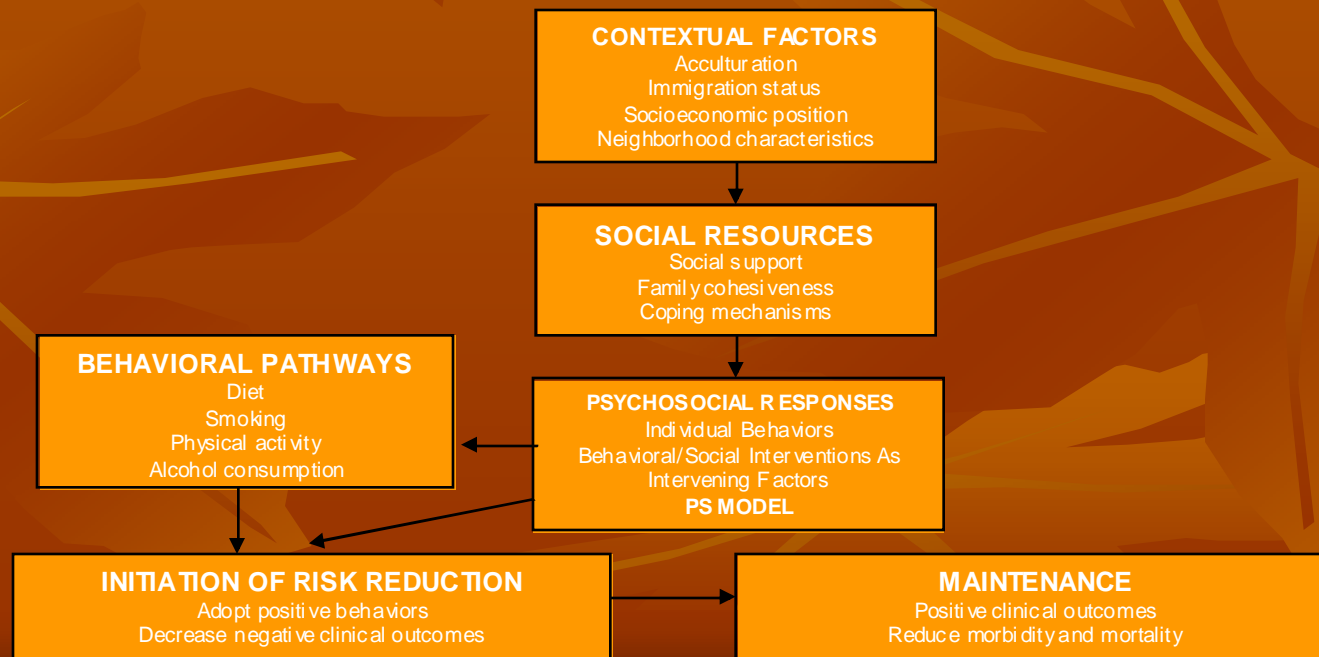 CONTEXTUAL FACTORS
Acculturation
Immigration status
Socioeconomic position
Neighborhood characteristics
SOCIAL RESOURCES
Social support
Family cohesiveness
Coping mechanisms
BEHAVIORAL PATHWAYS
Diet
Smoking
Physical activity
Alcohol consumption
PSYCHOSOCIAL RESPONSES
Individual Behaviors
Behavioral/Social Interventions As
Intervening Factors
PS MODEL
INITIATION OF RISK REDUCTION
Adopt positive behaviors
Decrease negative clinical outcomes
MAINTENANCE
Positive clinical outcomes
Reduce morbidity and mortality